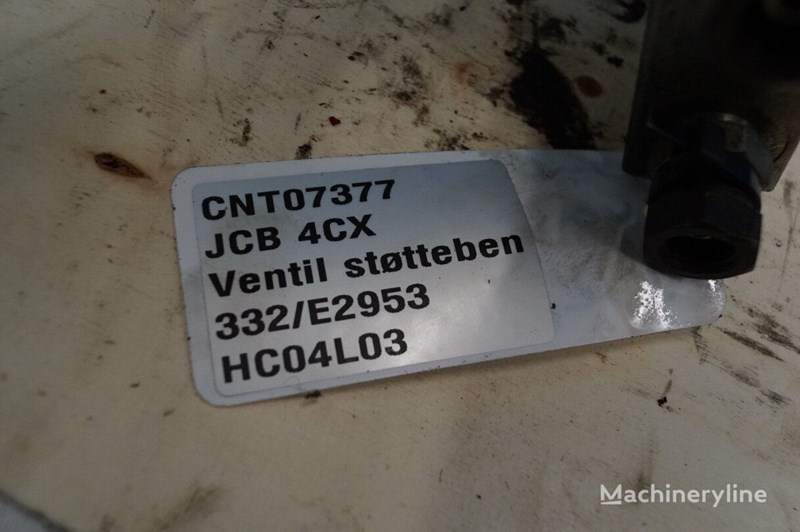 CNT07377
JCB 4CX
Ventil støtteben
332/E2953
HC04L03
Machineryline